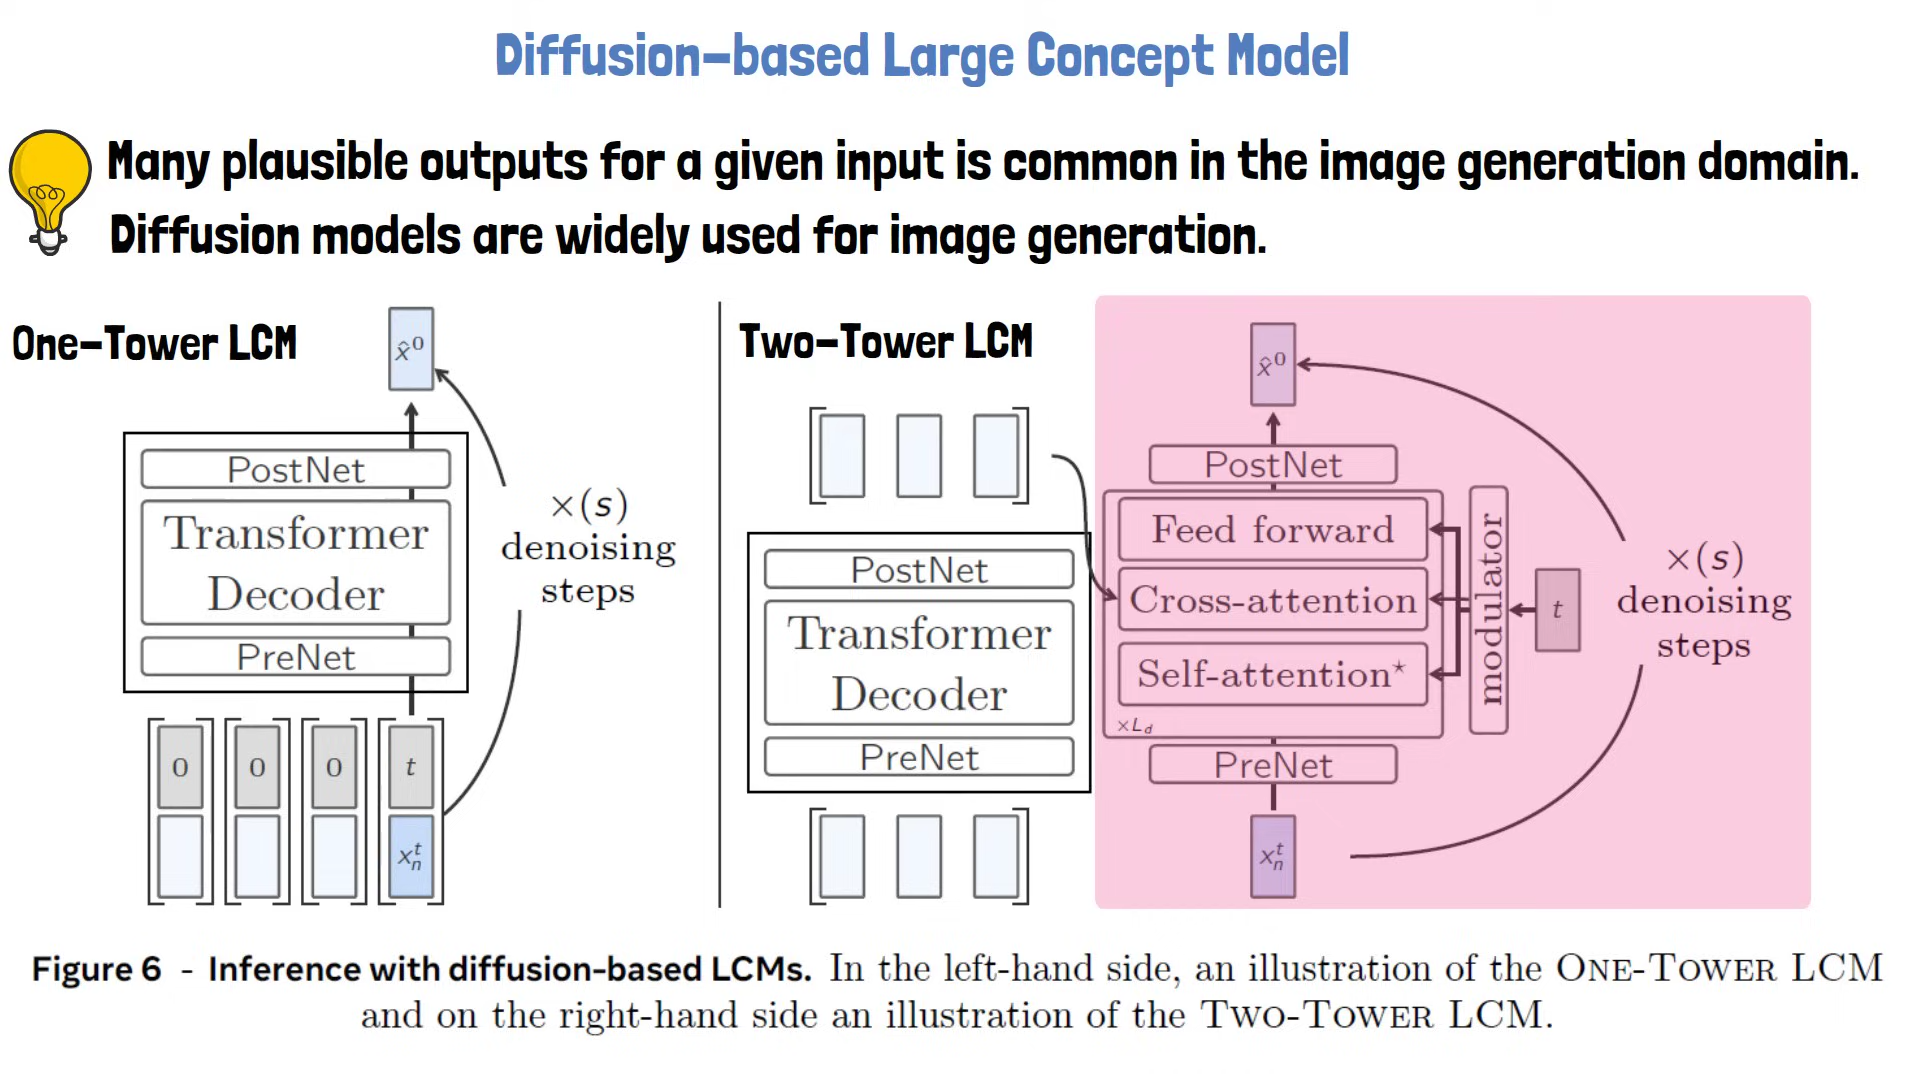 Diffusion-based Large Concept Model
Many plausible outputs for a given input is common in the image generation domain.
Diffusion models are widely used for image generation.
One-Tower LCM
x̂⁰
PostNet
Transformer
Decoder
PreNet
×(s)
denoising
steps
0 0 0 t
xₙᵗ
Two-Tower LCM
PostNet
Transformer
Decoder
PreNet
x̂⁰
PostNet
Feed forward
Cross-attention
Self-attention*
×L_d
PreNet
xₙᵗ
modulator
t
×(s)
denoising
steps
Figure 6 - Inference with diffusion-based LCMs. In the left-hand side, an illustration of the One-Tower LCM
and on the right-hand side an illustration of the Two-Tower LCM.